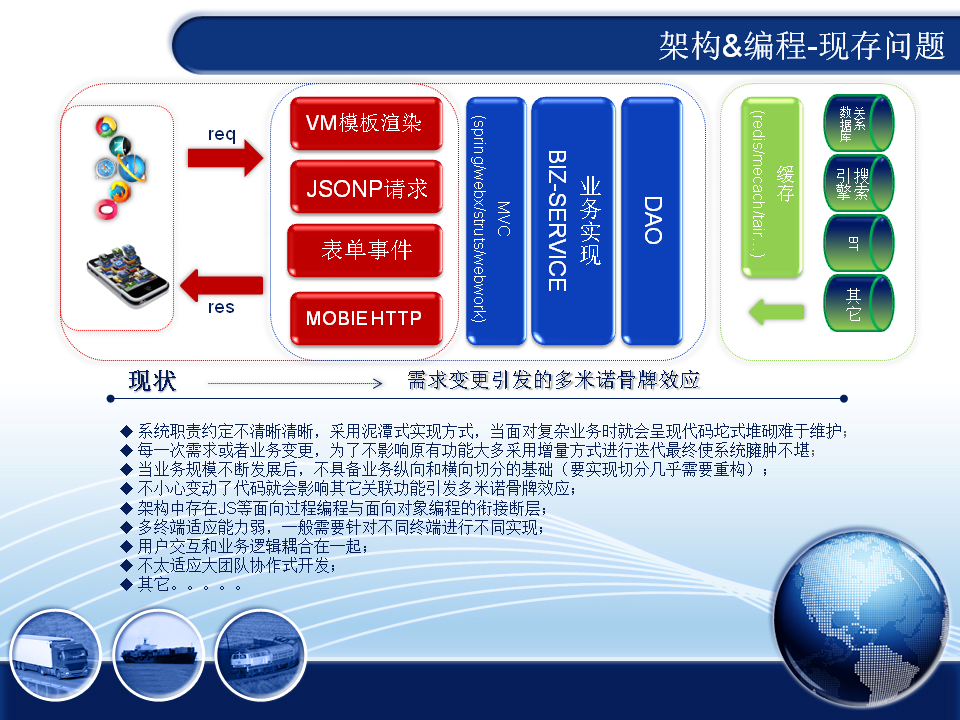 架构&编程-现存问题
req
res
VM模板渲染
JSONP请求
表单事件
MOBIE HTTP
MVC
(spring/webx/struts/webwork)
业务实现
BIZ-SERVICE
DAO
缓存
(redis/mecach/tair...)
关系
数据库
搜索
引擎
BT
其它
现状
需求变更引发的多米诺骨牌效应
◆ 系统职责约定不清晰清晰，采用泥潭式实现方式，当面对复杂业务时就会呈现代码坨式堆砌难于维护；
◆ 每一次需求或者业务变更，为了不影响原有功能大多采用增量方式进行迭代最终使系统臃肿不堪；
◆ 当业务规模不断发展后，不具备业务纵向和横向切分的基础（要实现切分几乎需要重构）；
◆ 不小心变动了代码就会影响其它关联功能引发多米诺骨牌效应；
◆ 架构中存在JS等面向过程编程与面向对象编程的衔接断层；
◆ 多终端适应能力弱，一般需要针对不同终端进行不同实现；
◆ 用户交互和业务逻辑耦合在一起；
◆ 不太适应大团队协作式开发；
◆ 其它。。。。。